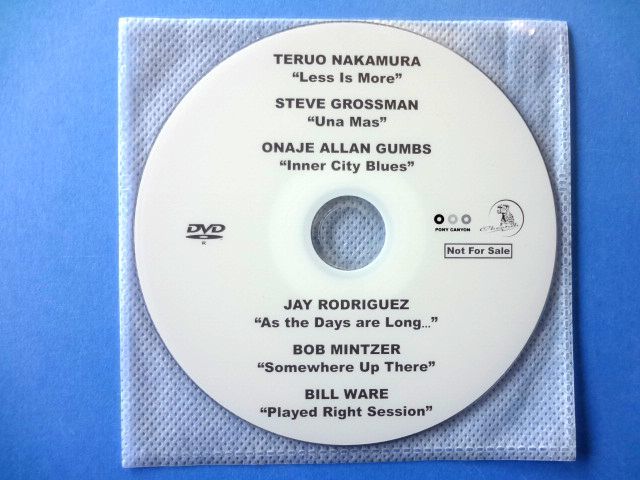 TERUO NAKAMURA
“Less Is More”
STEVE GROSSMAN
“Una Mas”
ONAJE ALLAN GUMBS
“Inner City Blues”
DVD
R
PONY CANYON
Not For Sale
JAY RODRIGUEZ
“As the Days are Long...”
BOB MINTZER
“Somewhere Up There”
BILL WARE
“Played Right Session”